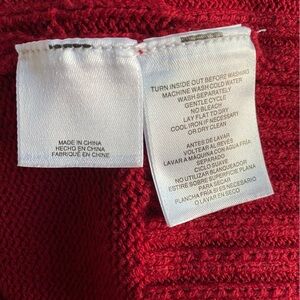 MADE IN CHINA
HECHO EN CHINA
FABRIQUÉ EN CHINE
TURN INSIDE OUT BEFORE WASHING
MACHINE WASH COLD WATER
WASH SEPARATELY
GENTLE CYCLE
NO BLEACH
LAY FLAT TO DRY
COOL IRON IF NECESSARY
OR DRY CLEAN
ANTES DE LAVAR
VOLTEAR AL REVES
LAVAR A MAQUINA CON AGUA FRÍA
SEPARADO
CICLO SUAVE
NO UTILIZAR BLANQUEADOR
ESTIRE SOBRE SUPERFICIE PLANA
PARA SECAR
PLANCHA FRÍA SI ES NECESARIO
O LAVAR EN SECO